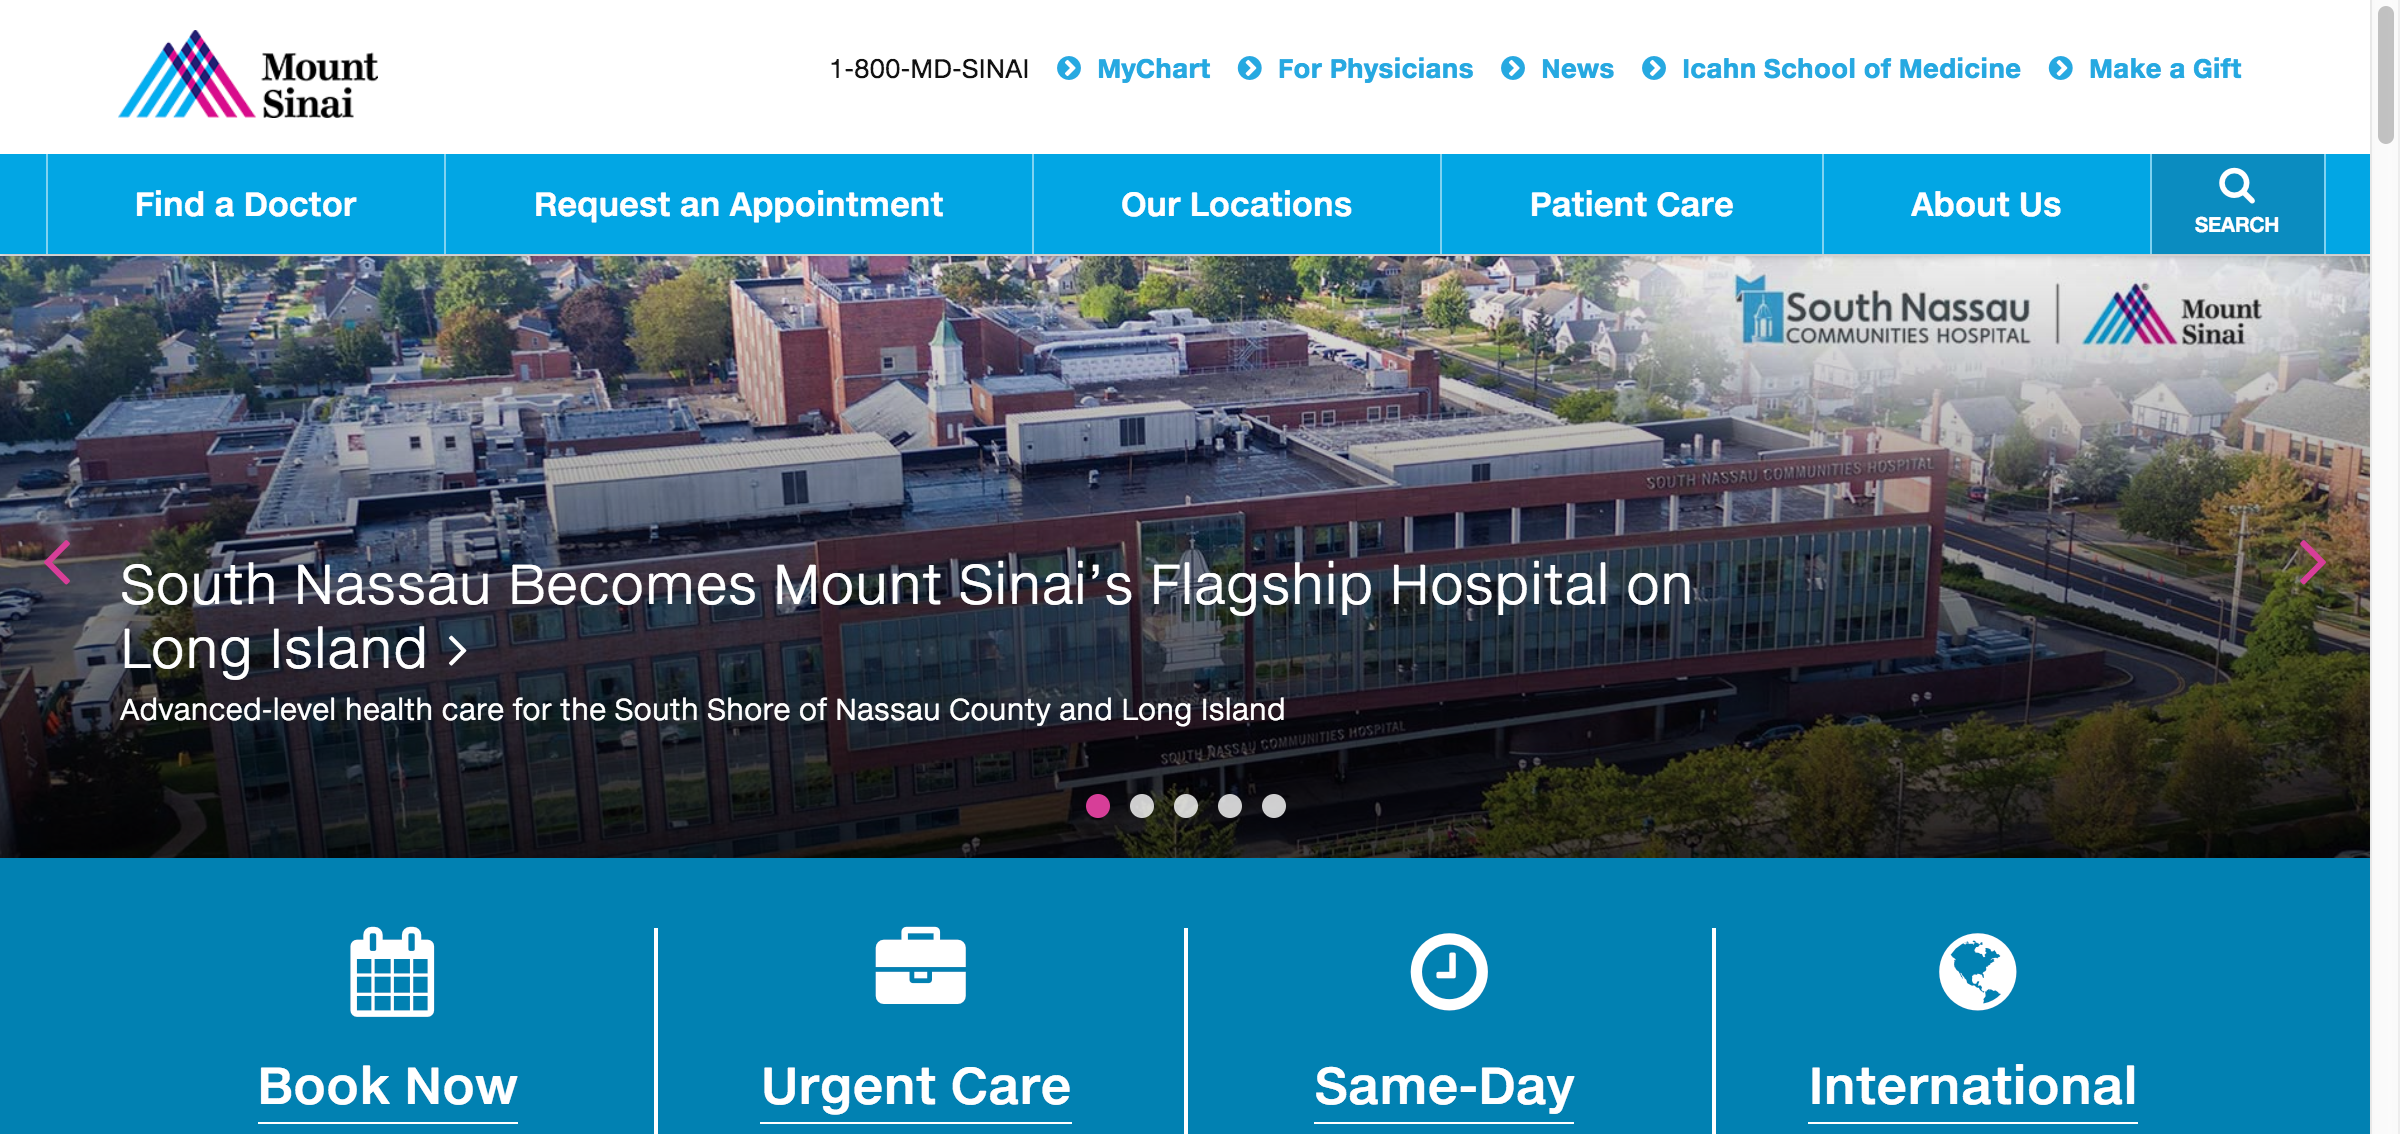 Mount
Sinai
1-800-MD-SINAI MyChart For Physicians News Icahn School of Medicine Make a Gift
Find a Doctor Request an Appointment Our Locations Patient Care About Us SEARCH
South Nassau
COMMUNITIES HOSPITAL
Mount
Sinai
SOUTH NASSAU COMMUNITIES HOSPITAL
South Nassau Becomes Mount Sinai’s Flagship Hospital on
Long Island
Advanced-level health care for the South Shore of Nassau County and Long Island
SOUTH NASSAU COMMUNITIES HOSPITAL
Book Now Urgent Care Same-Day International